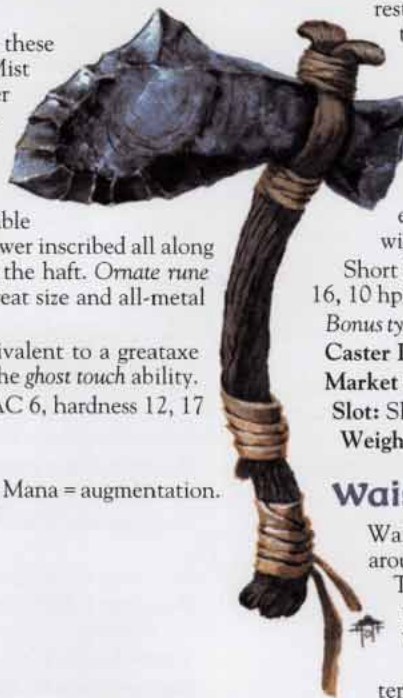 these
Mist
er
ble
wer inscribed all along
the haft. Ornate rune
reat size and all-metal
ivalent to a greataxe
he ghost touch ability.
AC 6, hardness 12, 17
Mana = augmentation.
rest
t
e
wi
Short
16, 10 hp
Bonus ty
Caster I
Market
Slot: Sl
Weigh
Wais
Wa
arou
T
ter